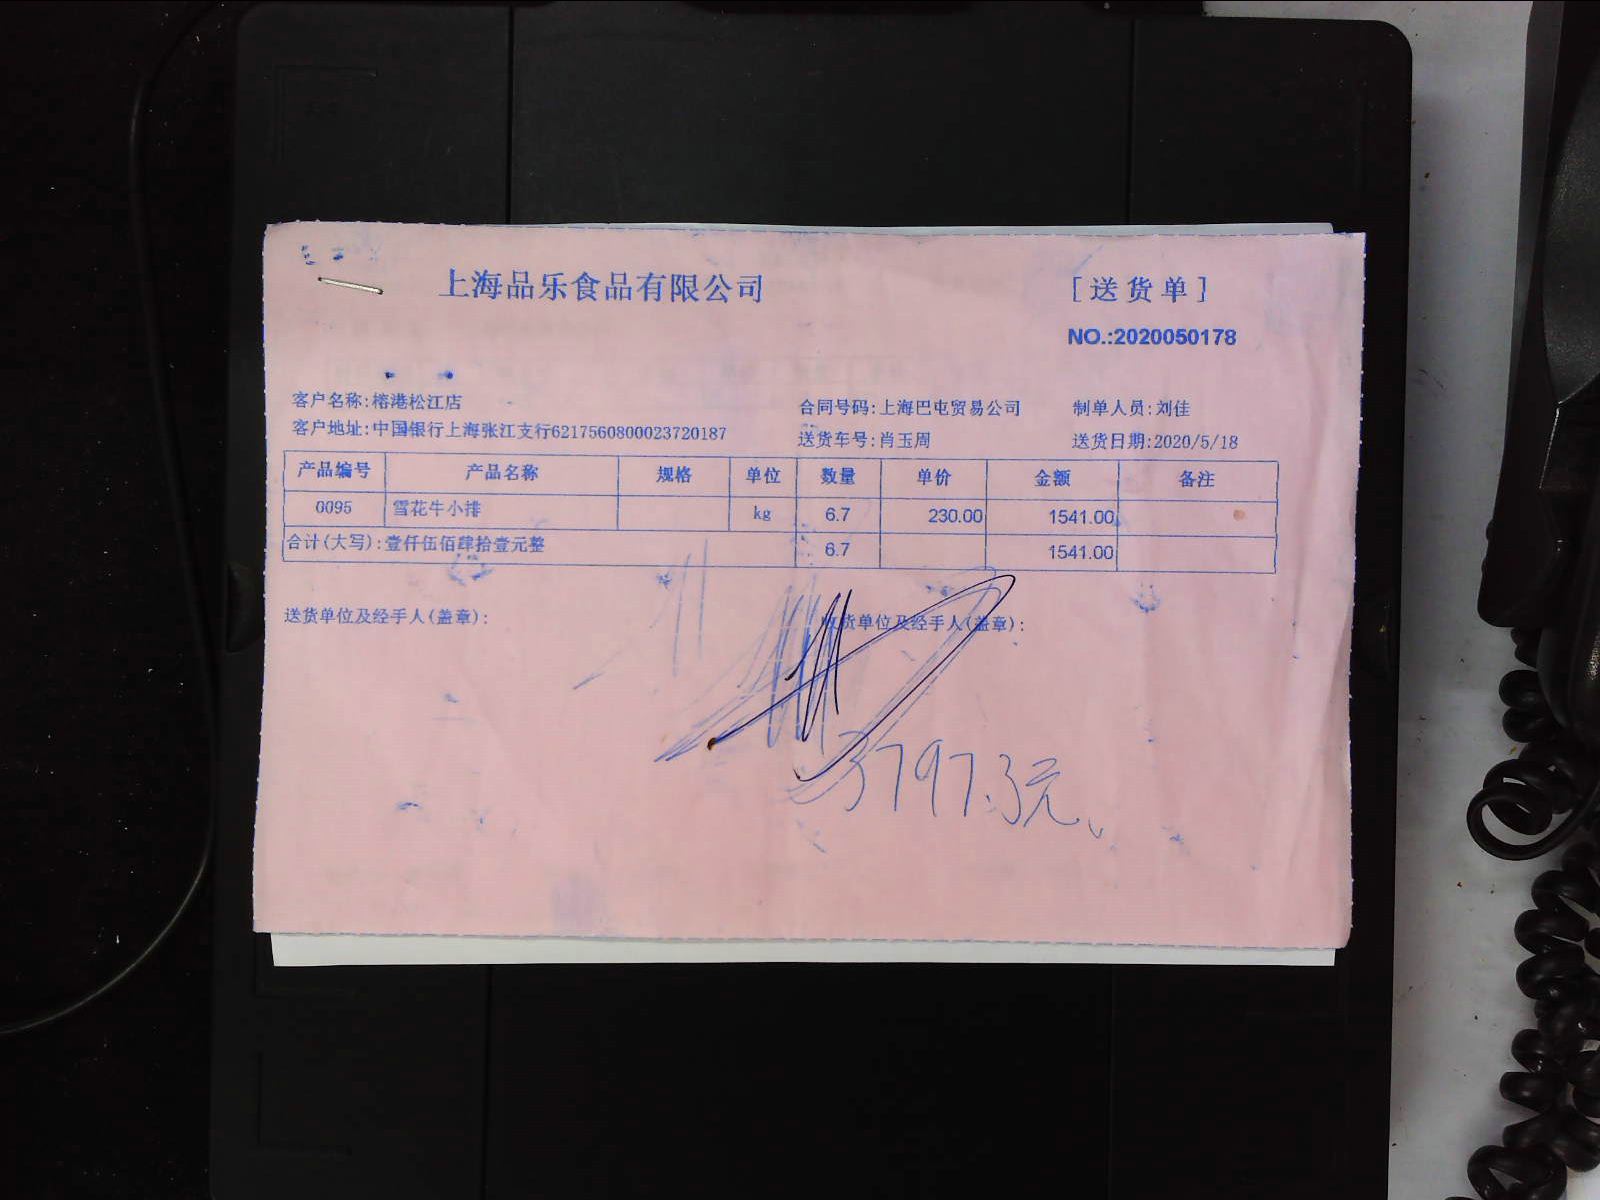 上海品乐食品有限公司 [送货单]
NO.:2020050178
客户名称:榕港松江店 合同号码:上海巴屯贸易公司 制单人员:刘佳
客户地址:中国银行上海张江支行6217560800023720187 送货车号:肖玉周 送货日期:2020/5/18
产品编号 产品名称 规格 单位 数量 单价 金额 备注
0095 雪花牛小排 kg 6.7 230.00 1541.00
合计(大写):壹仟伍佰肆拾壹元整 6.7 1541.00
送货单位及经手人(盖章): 收货单位及经手人(盖章):
3797.3元